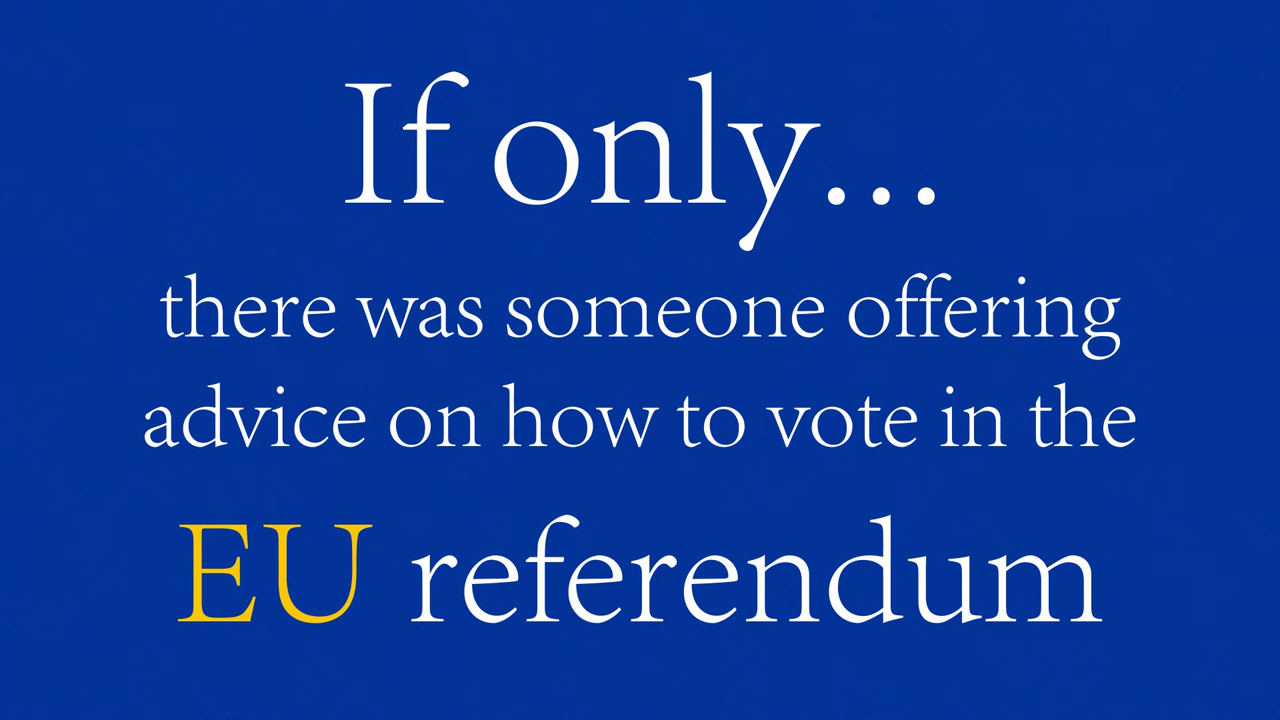 If only...
there was someone offering
advice on how to vote in the
EU referendum